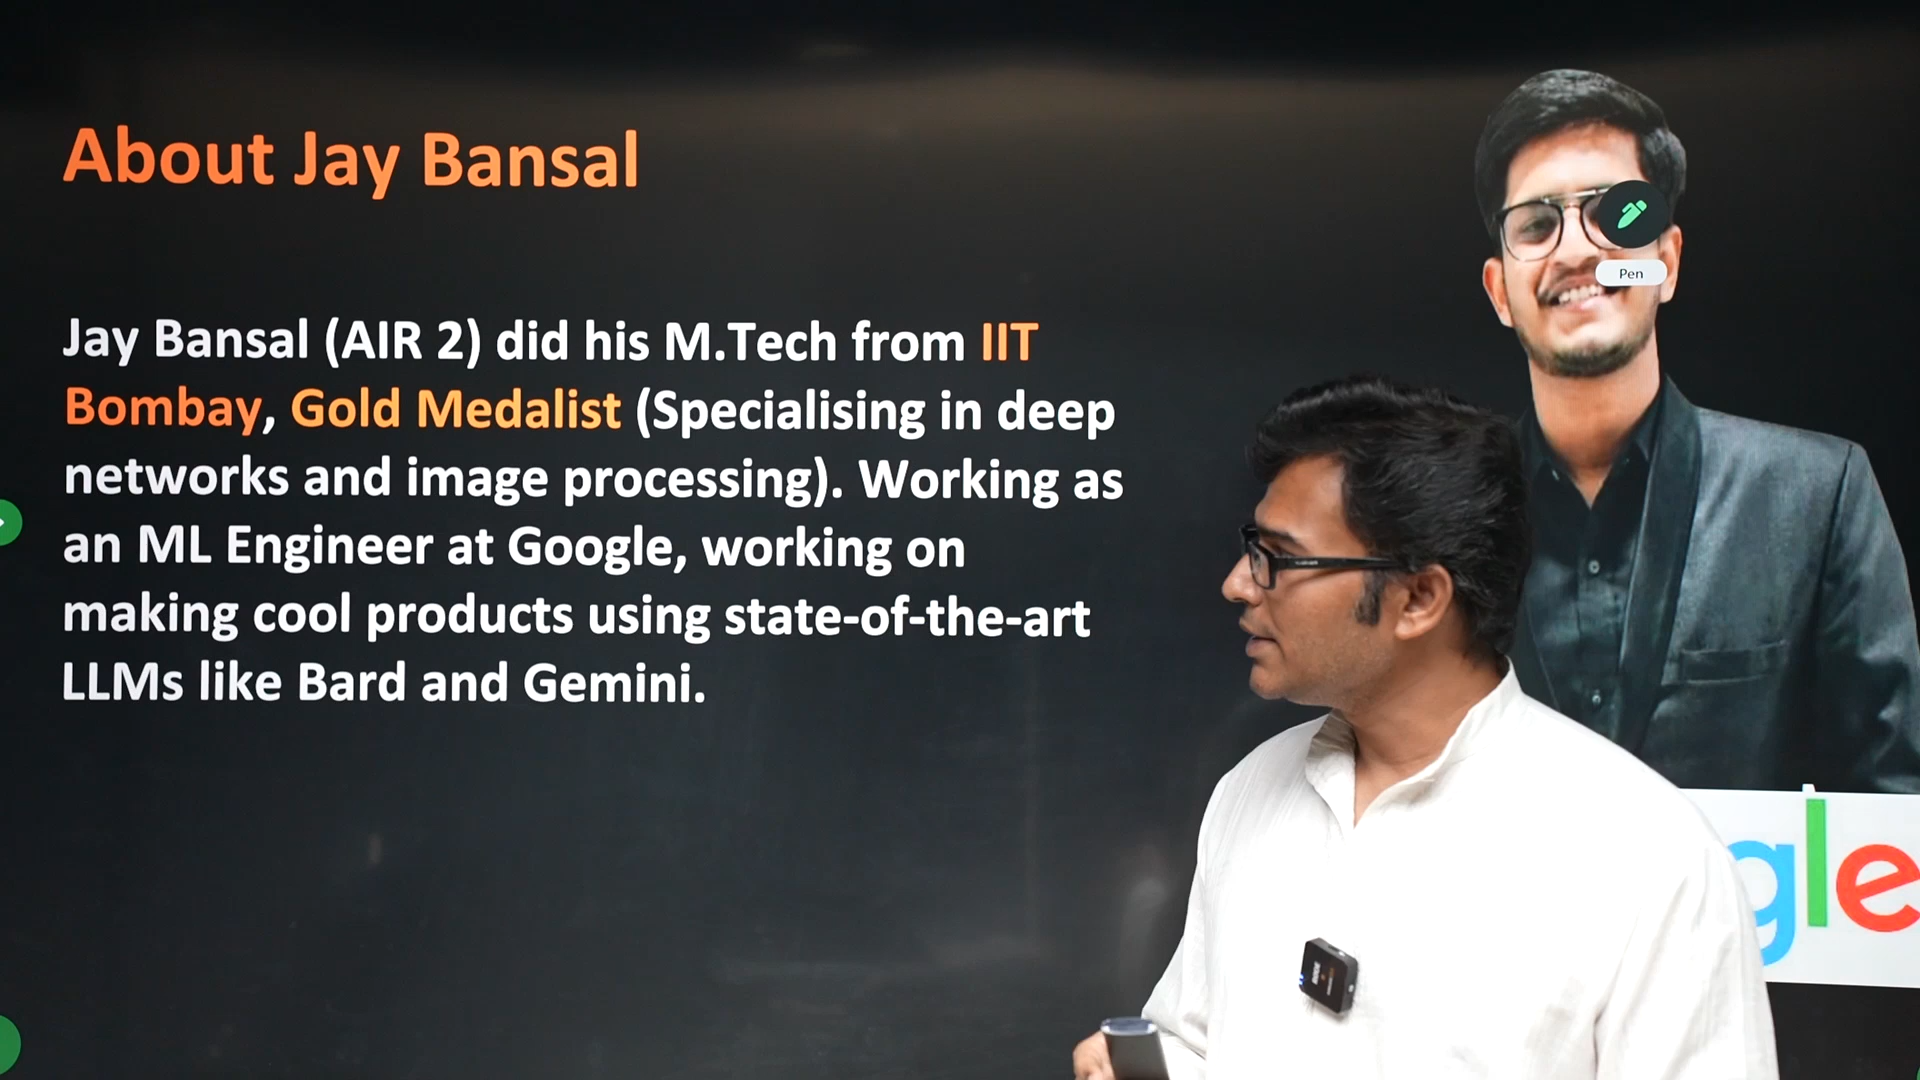 About Jay Bansal
Pen
Jay Bansal (AIR 2) did his M.Tech from IIT
Bombay, Gold Medalist (Specialising in deep
networks and image processing). Working as
an ML Engineer at Google, working on
making cool products using state-of-the-art
LLMs like Bard and Gemini.
gle